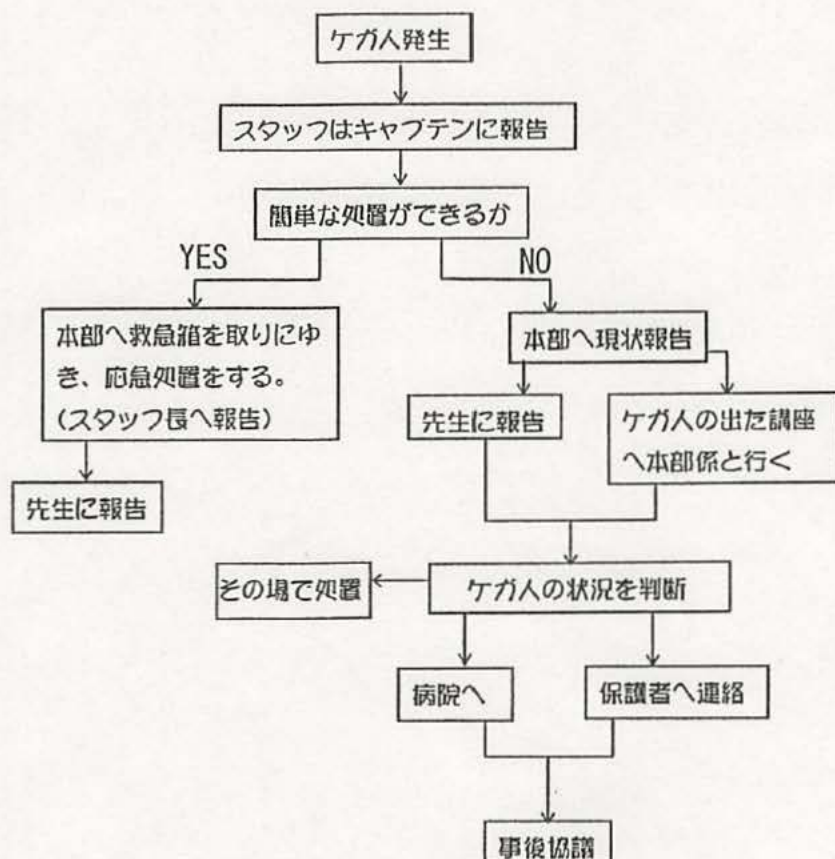 ケガ人発生
スタッフはキャプテンに報告
簡単な処置ができるか
YES
NO
本部へ救急箱を取りにゆ
き、応急処置をする。
(スタッフ長へ報告)
先生に報告
本部へ現状報告
先生に報告
ケガ人の出た講座
へ本部係と行く
その場で処置
ケガ人の状況を判断
病院へ
保護者へ連絡
事後協議